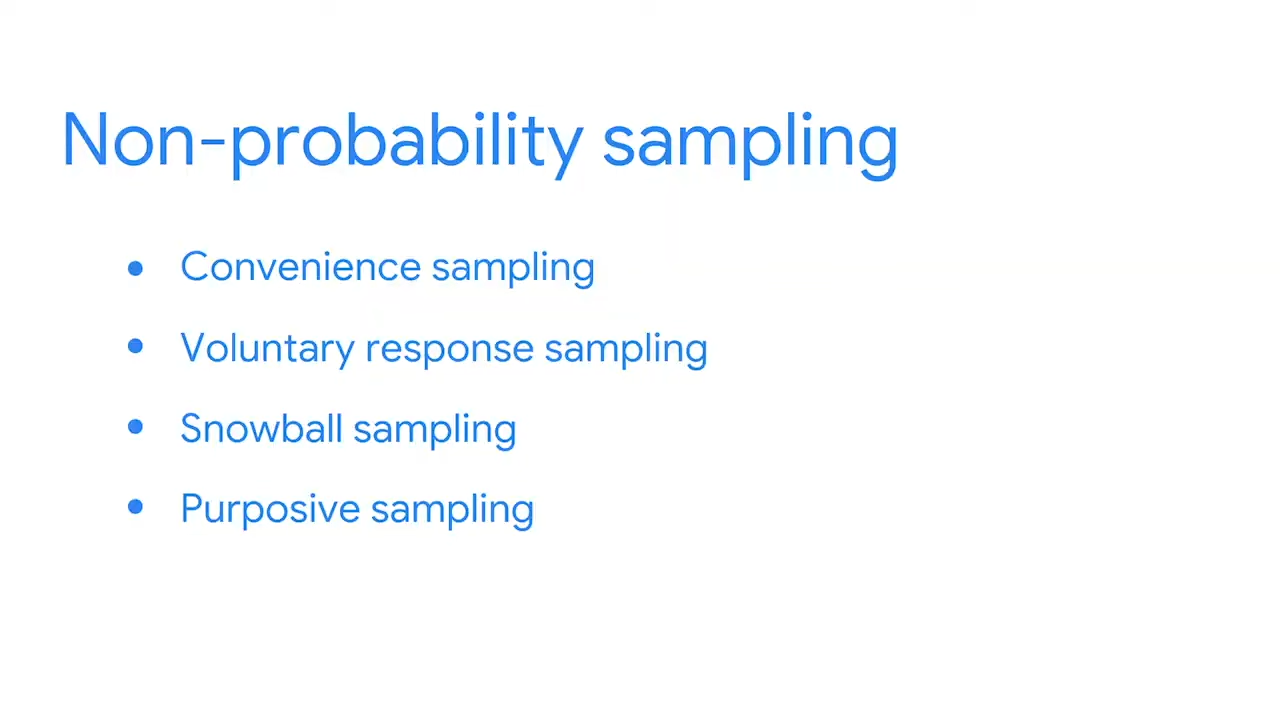 Non-probability sampling
• Convenience sampling
• Voluntary response sampling
• Snowball sampling
• Purposive sampling